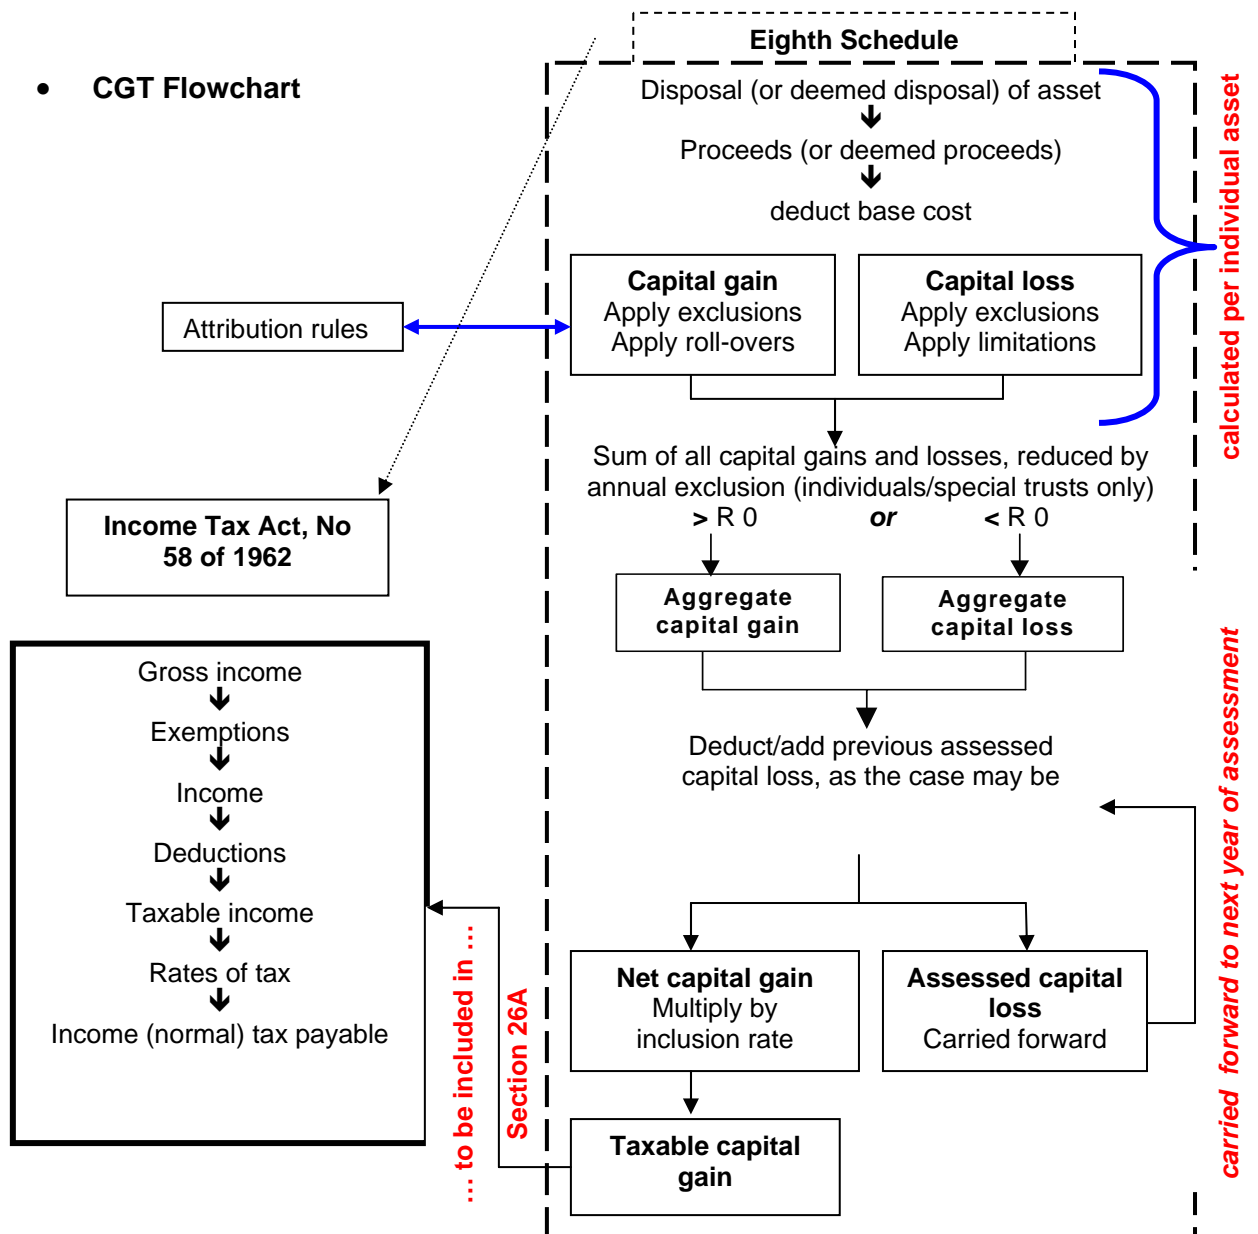 Eighth Schedule
• CGT Flowchart
Disposal (or deemed disposal) of asset
Proceeds (or deemed proceeds)
deduct base cost
calculated per individual asset
Capital gain
Apply exclusions
Apply roll-overs
Capital loss
Apply exclusions
Apply limitations
Attribution rules
Sum of all capital gains and losses, reduced by
annual exclusion (individuals/special trusts only)
> R 0 or < R 0
Income Tax Act, No
58 of 1962
Aggregate
capital gain
Aggregate
capital loss
Gross income
Exemptions
Income
Deductions
Taxable income
Rates of tax
Income (normal) tax payable
Deduct/add previous assessed
capital loss, as the case may be
carried forward to next year of assessment
… to be included in …
Section 26A
Net capital gain
Multiply by
inclusion rate
Assessed capital
loss
Carried forward
Taxable capital
gain